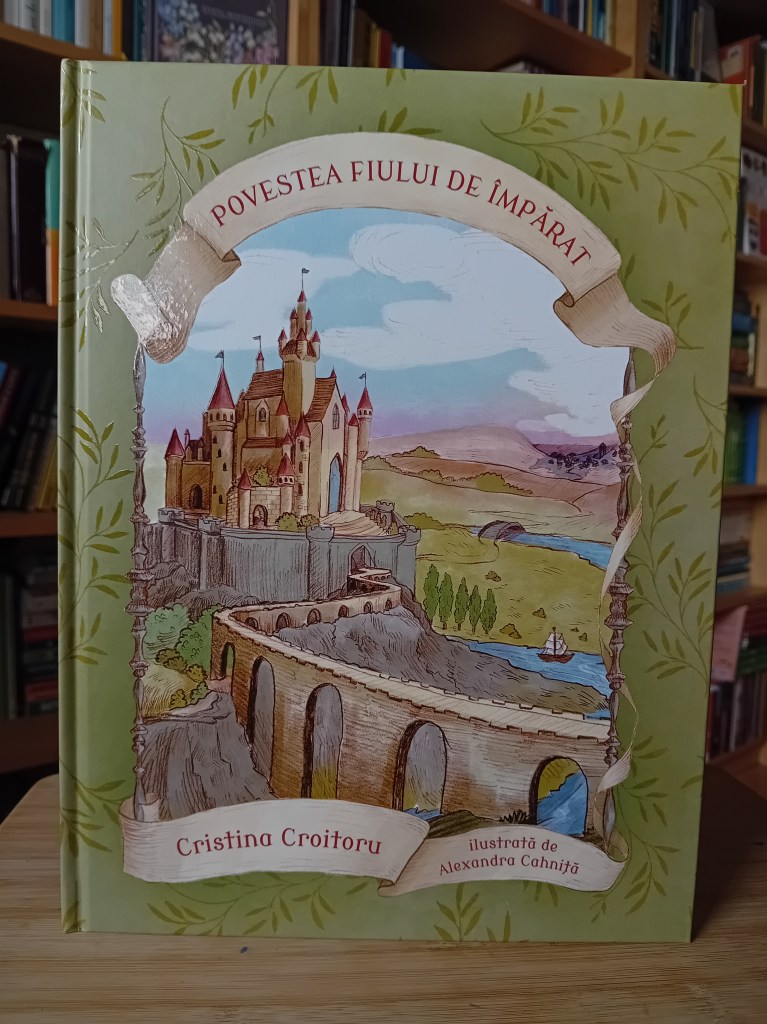 POVESTEA FIULUI DE ÎMPĂRAT
Cristina Croitoru
ilustrată de
Alexandra Cahniță